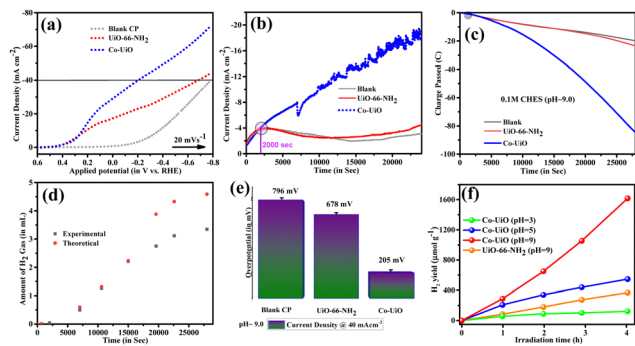 (a)
Blank CP
UiO-66-NH2
Co-UiO
20 mVs-1
Current Density (mA cm-2)
-80
-60
-40
-20
0
0.6 0.4 0.2 0.0 -0.2 -0.4 -0.6 -0.8
Applied potential (in V vs. RHE)
(b)
Blank
UiO-66-NH2
Co-UiO
2000 sec
Current Density (mA cm-2)
-20
-16
-12
-8
-4
0
0 5000 10000 15000 20000
Time (in Sec)
(c)
0.1M CHES (pH~9.0)
Blank
UiO-66-NH2
Co-UiO
Charge Passed (C)
0
-20
-40
-60
-80
-100
0 5000 10000 15000 20000 25000
Time (in Sec)
(d)
Experimental
Theoretical
Amount of H2 Gas (in mL)
5
4
3
2
1
0
0 5000 10000 15000 20000 25000
Time (in Sec)
(e)
796 mV
678 mV
205 mV
Overpotential (in mV)
Blank CP UiO-66-NH2 Co-UiO
pH~ 9.0 Current Density @ 40 mAcm-2
(f)
Co-UiO (pH=3)
Co-UiO (pH=5)
Co-UiO (pH=9)
UiO-66-NH2 (pH=9)
H2 yield (μmol g-1)
1600
1200
800
400
0
0 1 2 3 4
Irradiation time (h)